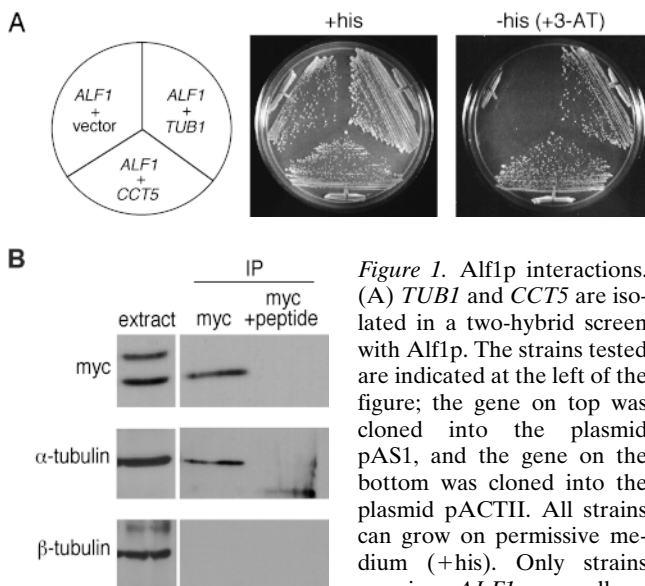 A
+his
-his (+3-AT)
ALF1
+
vector
ALF1
+
TUB1
ALF1
+
CCT5
B
IP
extract
myc
myc
+peptide
myc
α-tubulin
β-tubulin
Figure 1. Alf1p interactions.
(A) TUB1 and CCT5 are iso-
lated in a two-hybrid screen
with Alf1p. The strains tested
are indicated at the left of the
figure; the gene on top was
cloned into the plasmid
pAS1, and the gene on the
bottom was cloned into the
plasmid pACTII. All strains
can grow on permissive me-
dium (+his). Only strains